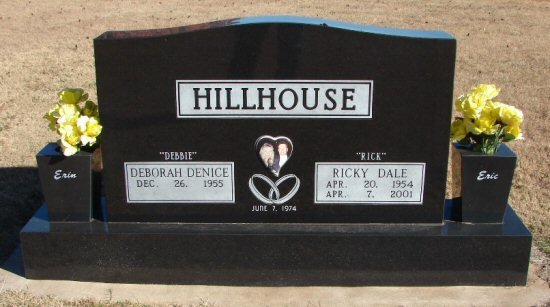 HILLHOUSE
"DEBBIE"
DEBORAH DENICE
DEC. 26. 1955
"RICK"
RICKY DALE
APR. 20. 1954
APR. 7, 2001
JUNE 7, 1974
Erin
Eric